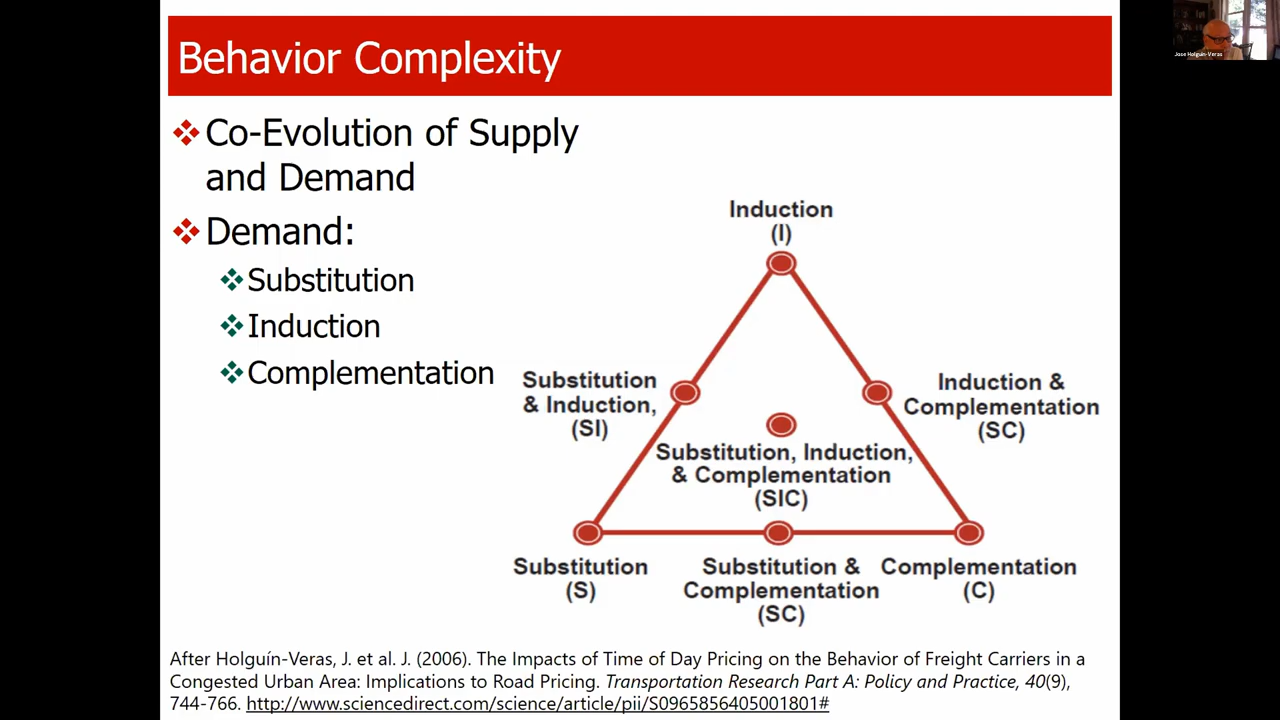 Behavior Complexity
Jose Holguin-Veras
Co-Evolution of Supply
and Demand
Demand:
Substitution
Induction
Complementation
Induction
(I)
Substitution
& Induction,
(SI)
Induction &
Complementation
(SC)
Substitution, Induction,
& Complementation
(SIC)
Substitution
(S)
Substitution &
Complementation
(SC)
Complementation
(C)
After Holguín-Veras, J. et al. J. (2006). The Impacts of Time of Day Pricing on the Behavior of Freight Carriers in a
Congested Urban Area: Implications to Road Pricing. Transportation Research Part A: Policy and Practice, 40(9),
744-766. http://www.sciencedirect.com/science/article/pii/S0965856405001801#